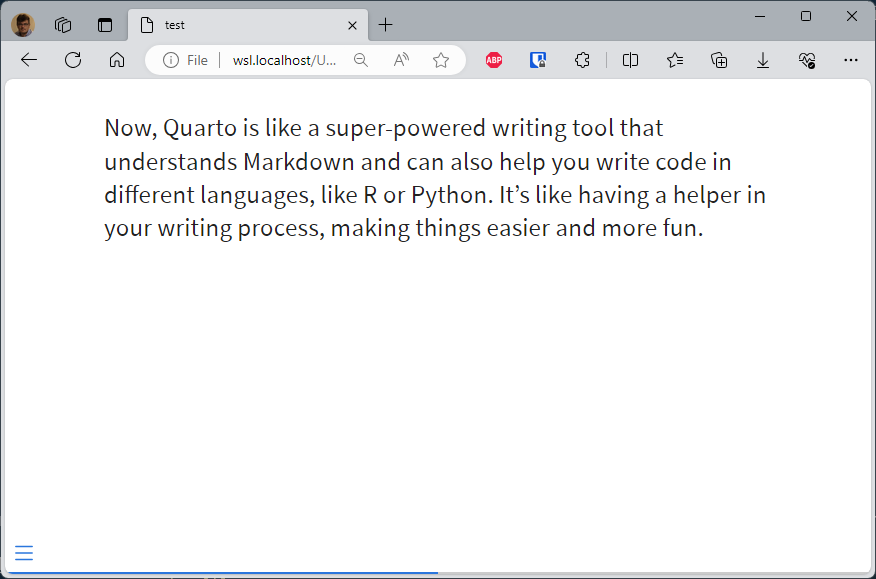 test
File
wsl.localhost/U...
A
ABP
Now, Quarto is like a super-powered writing tool that
understands Markdown and can also help you write code in
different languages, like R or Python. It’s like having a helper in
your writing process, making things easier and more fun.